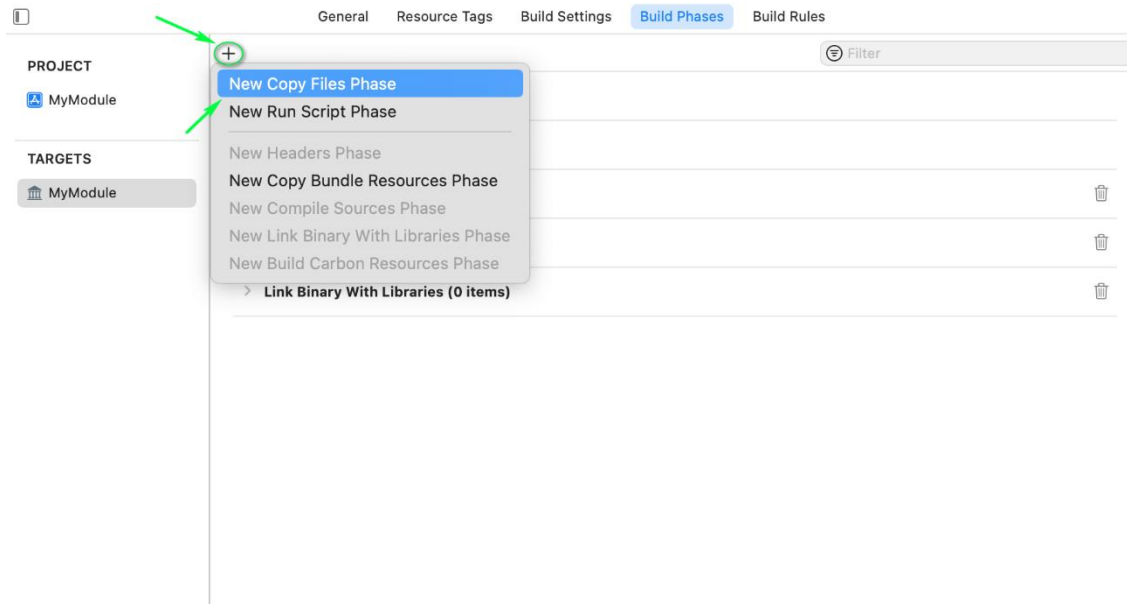 General Resource Tags Build Settings Build Phases Build Rules
PROJECT
MyModule
TARGETS
MyModule
+
Filter
New Copy Files Phase
New Run Script Phase
New Headers Phase
New Copy Bundle Resources Phase
New Compile Sources Phase
New Link Binary With Libraries Phase
New Build Carbon Resources Phase
Link Binary With Libraries (0 items)